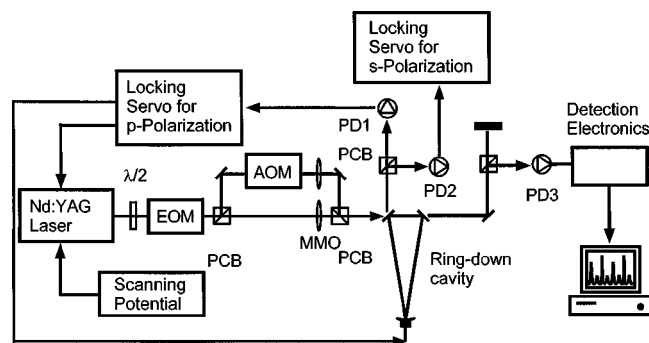 Locking
Servo for
s-Polarization
Locking
Servo for
p-Polarization
PD1
PCB
PD2
Detection
Electronics
PD3
λ/2
Nd:YAG
Laser
EOM
AOM
MMO
PCB
PCB
Ring-down
cavity
Scanning
Potential